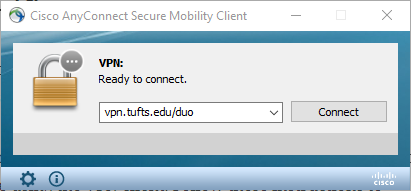 Cisco AnyConnect Secure Mobility Client
VPN:
Ready to connect.
vpn.tufts.edu/duo
Connect
cisco